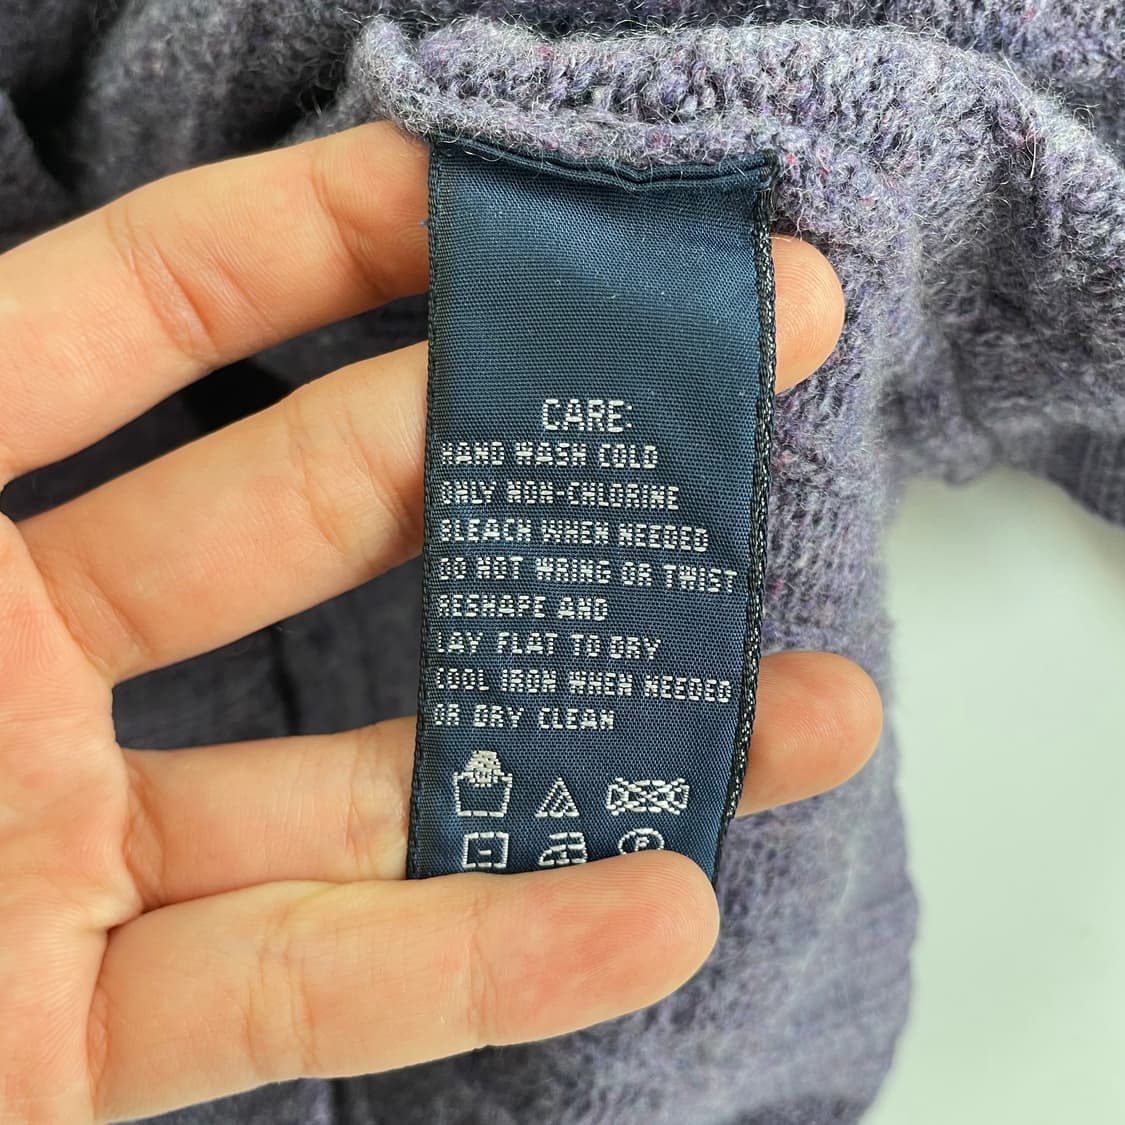 CARE:
HAND WASH COLD
ONLY NON-CHLORINE
BLEACH WHEN NEEDED
DO NOT WRING OR TWIST
RESHAPE AND
LAY FLAT TO DRY
COOL IRON WHEN NEEDED
OR DRY CLEAN
P